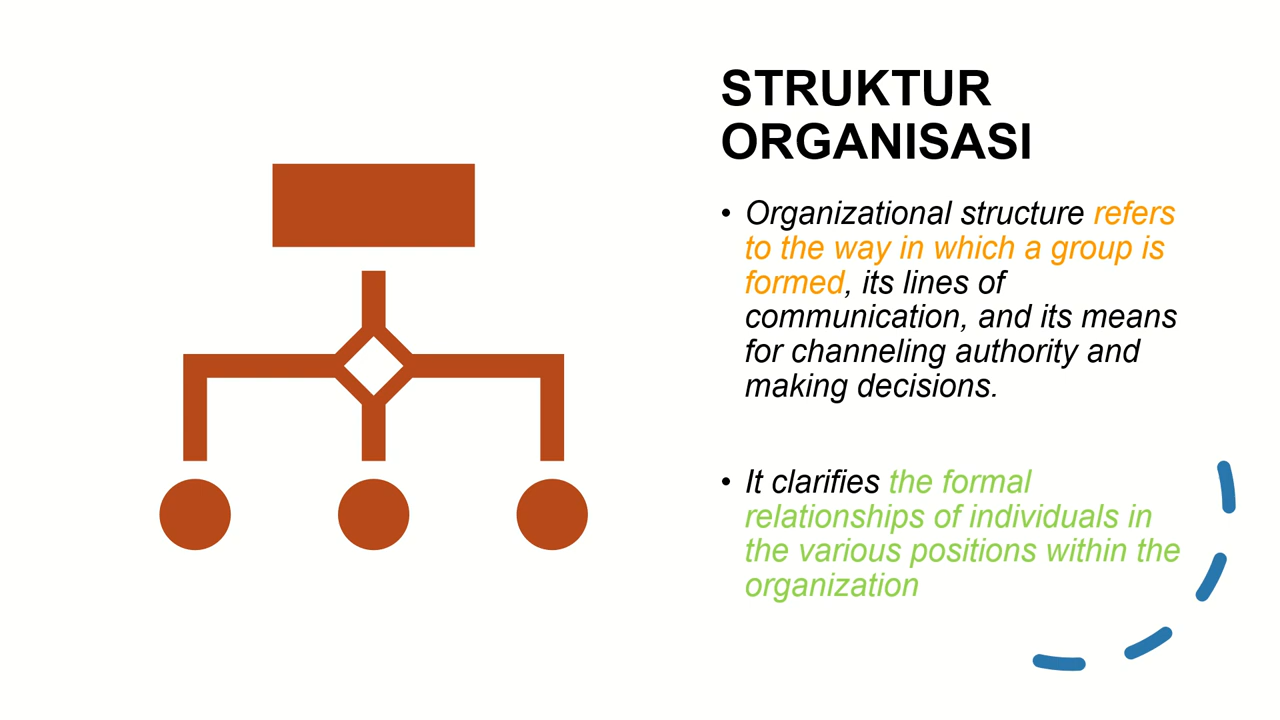 STRUKTUR
ORGANISASI
• Organizational structure refers
to the way in which a group is
formed, its lines of
communication, and its means
for channeling authority and
making decisions.
• It clarifies the formal
relationships of individuals in
the various positions within the
organization